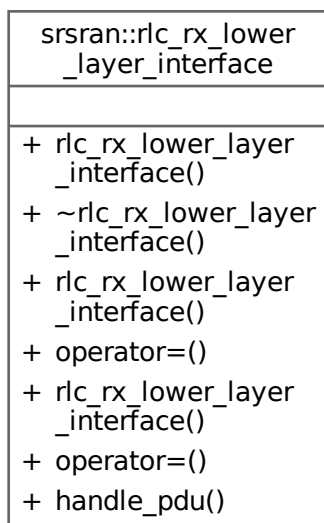 srsran::rlc_rx_lower
_layer_interface
+ rlc_rx_lower_layer
_interface()
+ ~rlc_rx_lower_layer
_interface()
+ rlc_rx_lower_layer
_interface()
+ operator=()
+ rlc_rx_lower_layer
_interface()
+ operator=()
+ handle_pdu()